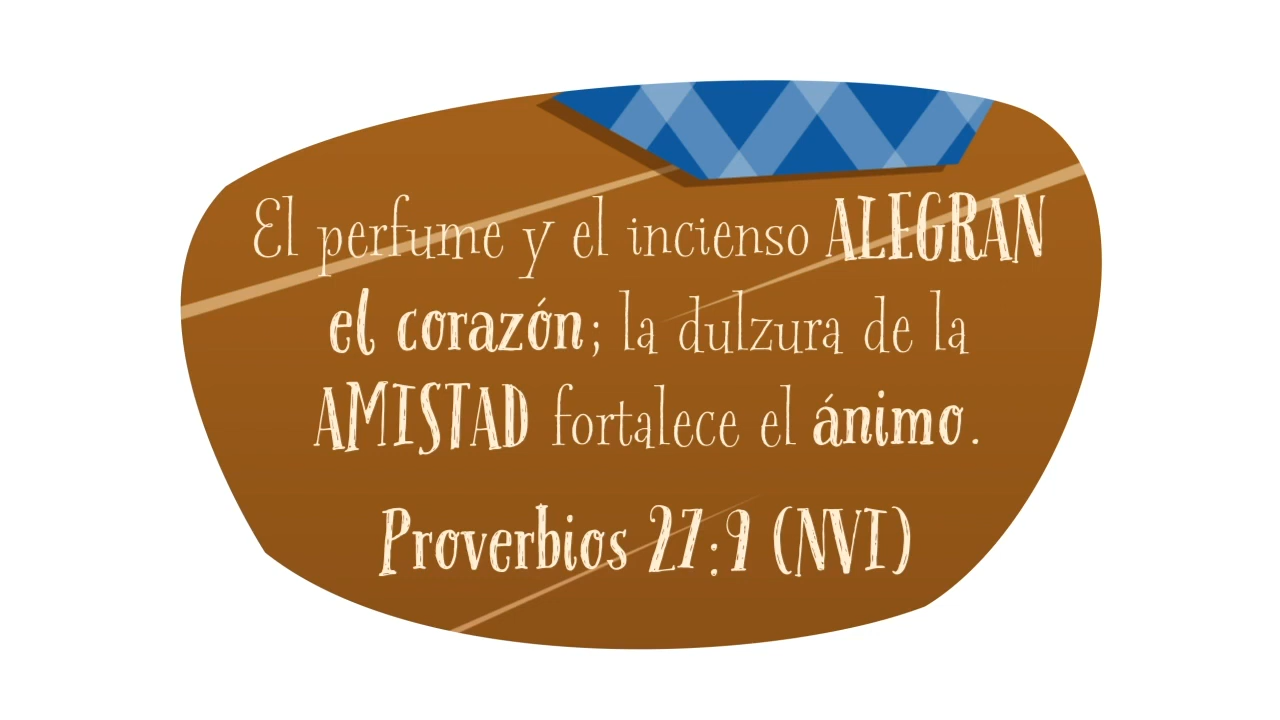 El perfume y el incienso ALEGRAN
el corazón; la dulzura de la
AMISTAD fortalece el ánimo.
Proverbios 27:9 (NVI)